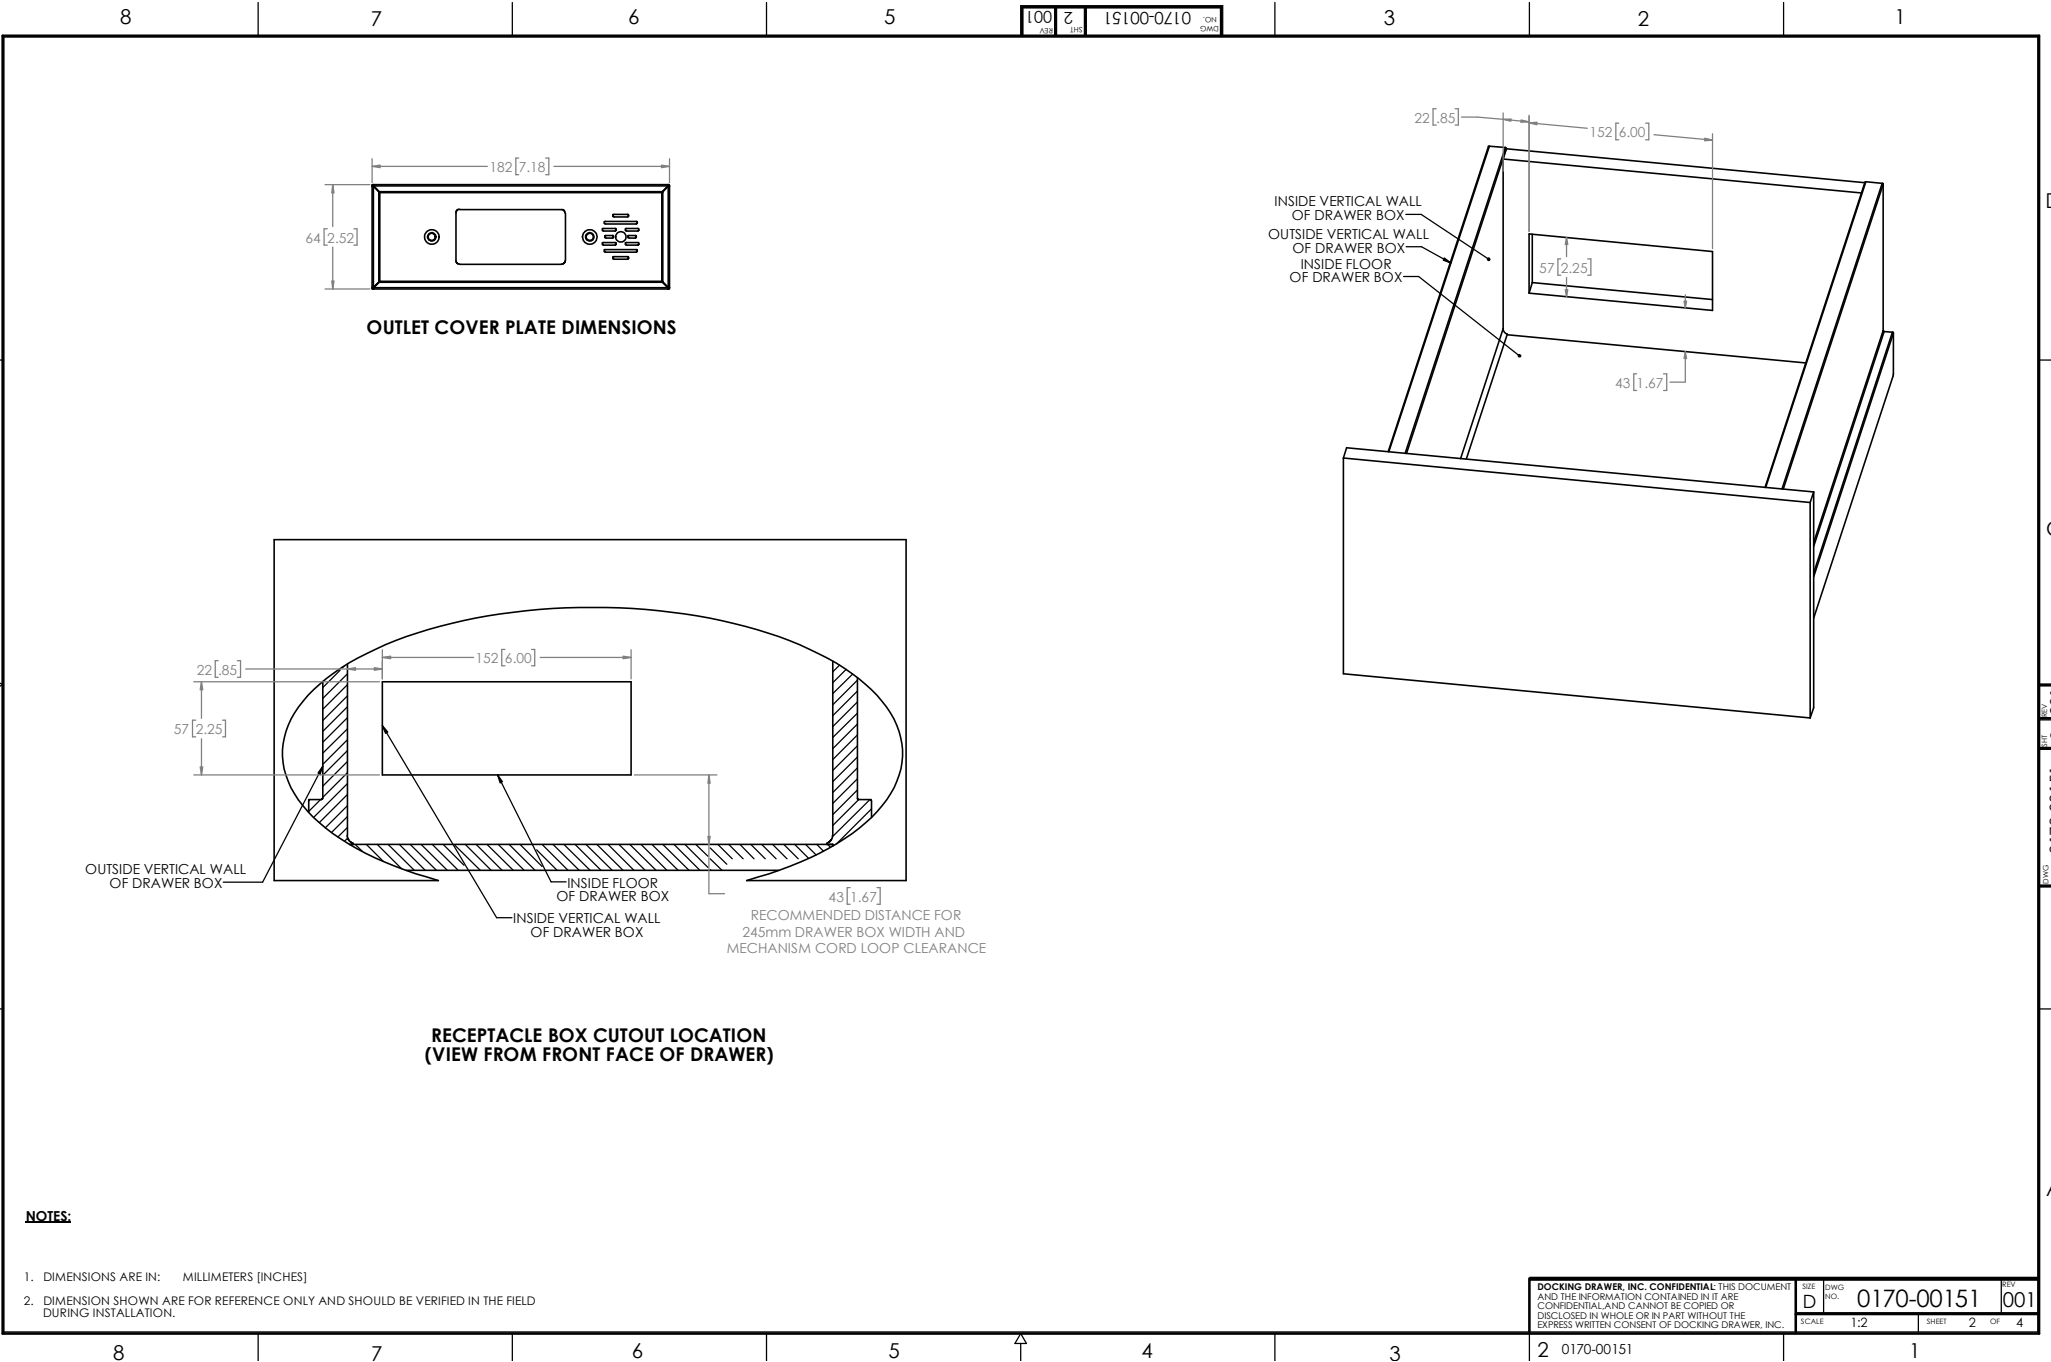 8 7 6 5 3 2 1
DWG NO. 0170-00151 SHT 2 REV 001
182[7.18]
64[2.52]
OUTLET COVER PLATE DIMENSIONS
22[.85]
152[6.00]
INSIDE VERTICAL WALL
OF DRAWER BOX
OUTSIDE VERTICAL WALL
OF DRAWER BOX
INSIDE FLOOR
OF DRAWER BOX
57[2.25]
43[1.67]
22[.85]
152[6.00]
57[2.25]
OUTSIDE VERTICAL WALL
OF DRAWER BOX
INSIDE FLOOR
OF DRAWER BOX
INSIDE VERTICAL WALL
OF DRAWER BOX
43[1.67]
RECOMMENDED DISTANCE FOR
245mm DRAWER BOX WIDTH AND
MECHANISM CORD LOOP CLEARANCE
RECEPTACLE BOX CUTOUT LOCATION
(VIEW FROM FRONT FACE OF DRAWER)
NOTES:
1. DIMENSIONS ARE IN: MILLIMETERS [INCHES]
2. DIMENSION SHOWN ARE FOR REFERENCE ONLY AND SHOULD BE VERIFIED IN THE FIELD
DURING INSTALLATION.
DOCKING DRAWER, INC. CONFIDENTIAL: THIS DOCUMENT
AND THE INFORMATION CONTAINED IN IT ARE
CONFIDENTIAL,AND CANNOT BE COPIED OR
DISCLOSED IN WHOLE OR IN PART WITHOUT THE
EXPRESS WRITTEN CONSENT OF DOCKING DRAWER, INC.
SIZE D
DWG NO. 0170-00151
REV 001
SCALE 1:2
SHEET 2 OF 4
8 7 6 5 4 3 2 0170-00151 1